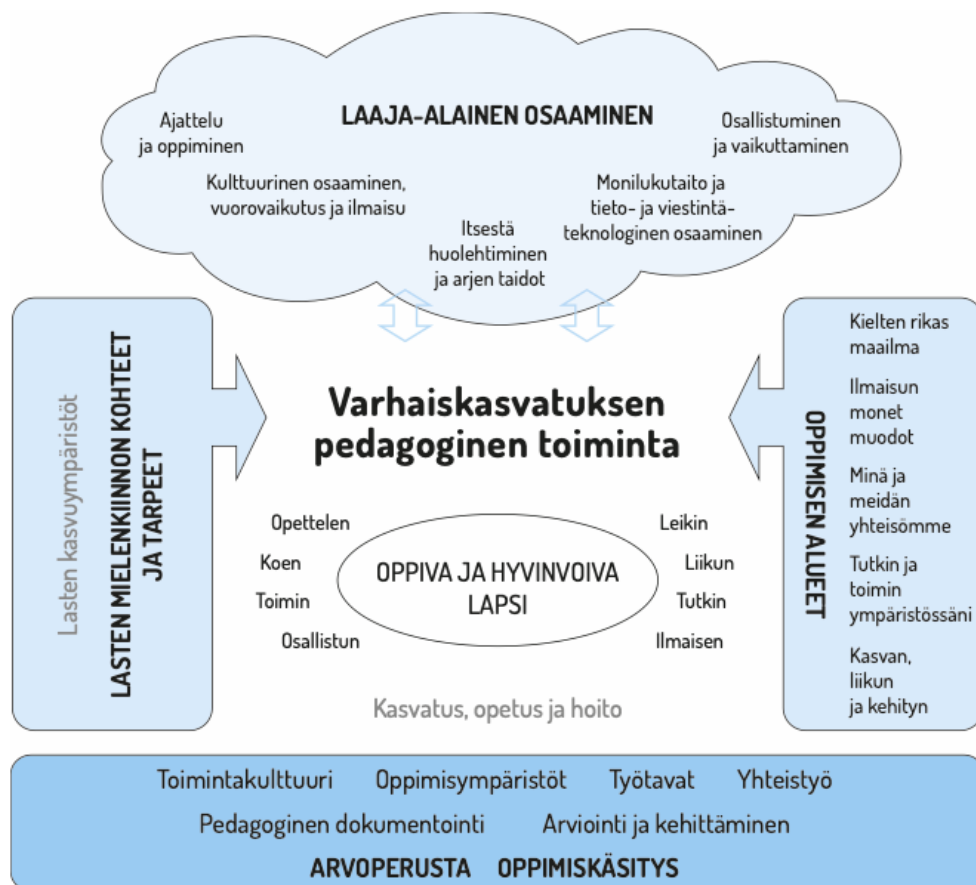 LAAJA-ALAINEN OSAAMINEN
Ajattelu
ja oppiminen
Osallistuminen
ja vaikuttaminen
Kulttuurinen osaaminen,
vuorovaikutus ja ilmaisu
Monilukutaito ja
tieto- ja viestintä-
teknologinen osaaminen
Itsestä
huolehtiminen
ja arjen taidot
Lasten kasvuympäristöt
LASTEN MIELENKIINNON KOHTEET
JA TARPEET
Varhaiskasvatuksen
pedagoginen toiminta
Opettelen
Koen
Toimin
Osallistun
OPPIVA JA HYVINVOIVA
LAPSI
Leikin
Liikun
Tutkin
Ilmaisen
Kasvatus, opetus ja hoito
OPPIMISEN ALUEET
Kielten rikas
maailma
Ilmaisun
monet
muodot
Minä ja
meidän
yhteisömme
Tutkin ja
toimin
ympäristössäni
Kasvan,
liikun
ja kehityn
Toimintakulttuuri Oppimisympäristöt Työtavat Yhteistyö
Pedagoginen dokumentointi Arviointi ja kehittäminen
ARVOPERUSTA OPPIMISKÄSITYS